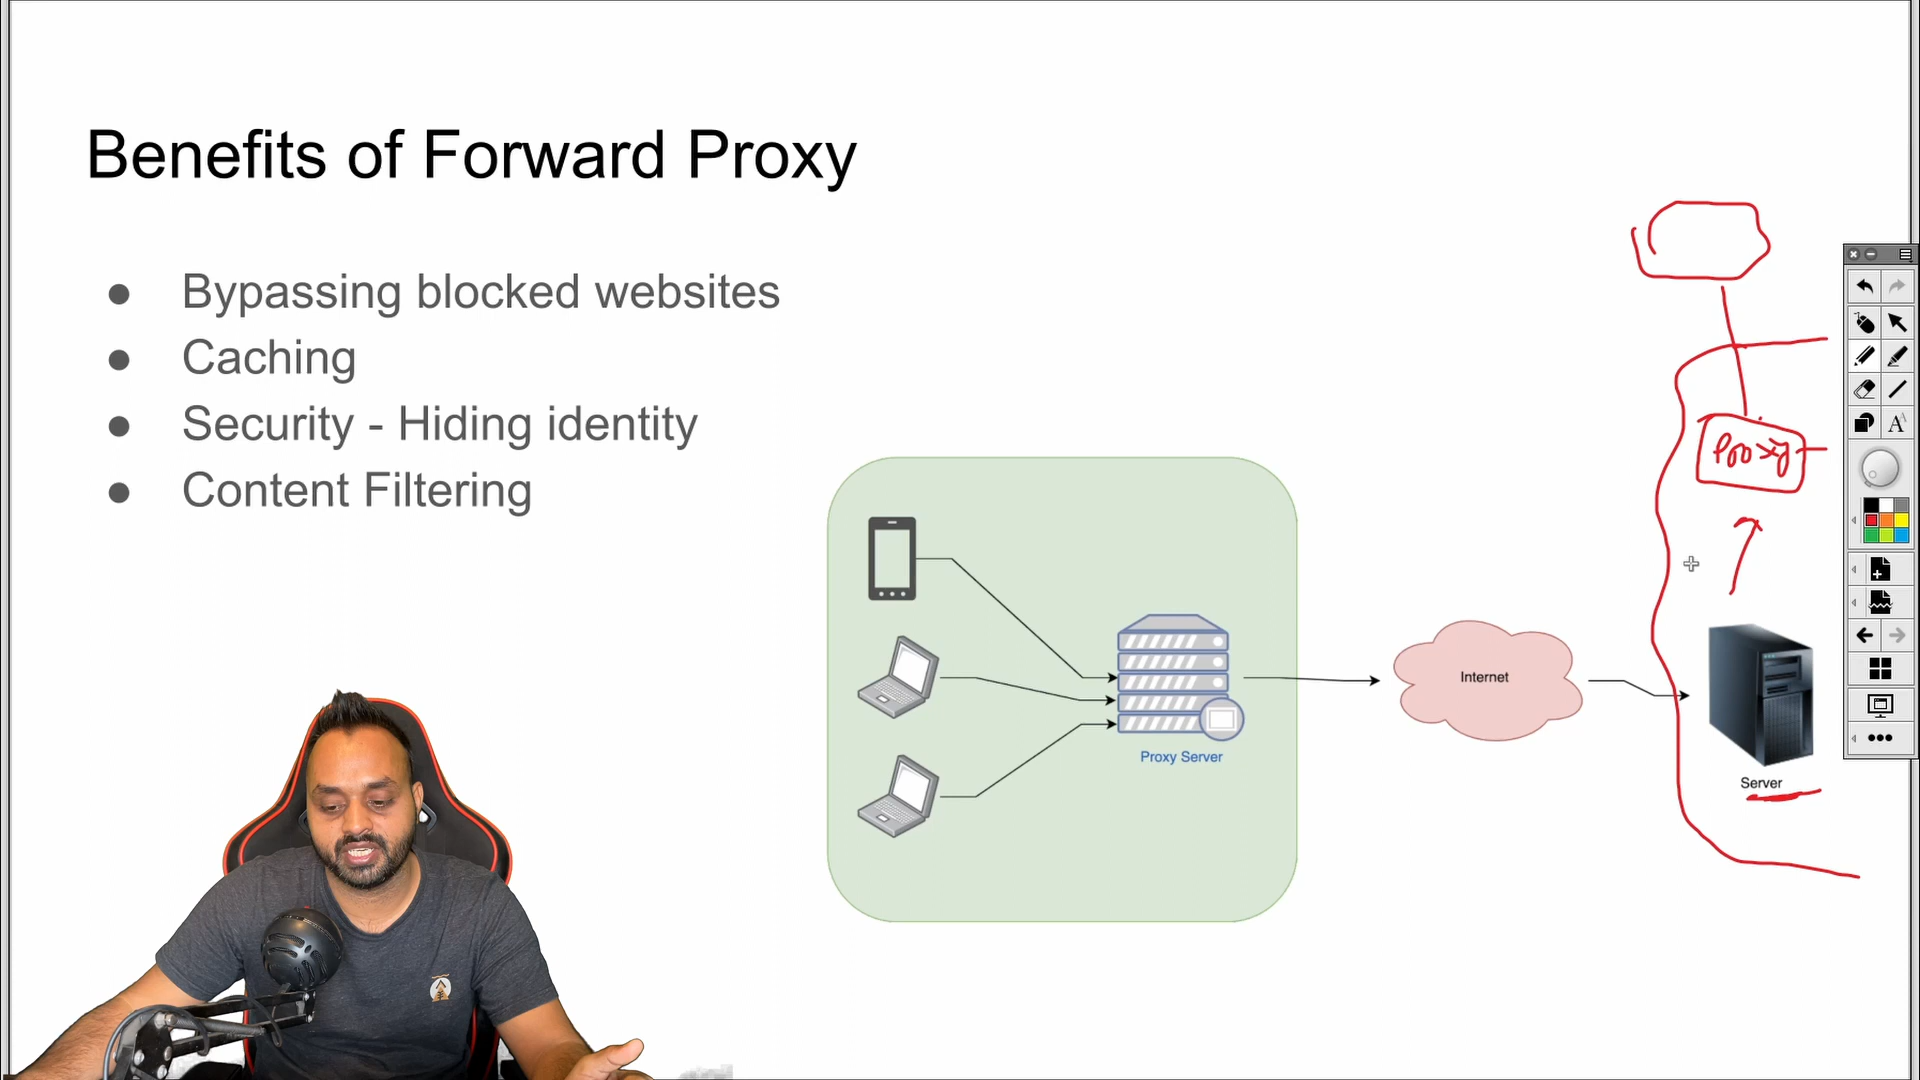 Benefits of Forward Proxy
● Bypassing blocked websites
● Caching
● Security - Hiding identity
● Content Filtering
Proxy
Internet
Proxy Server
Server